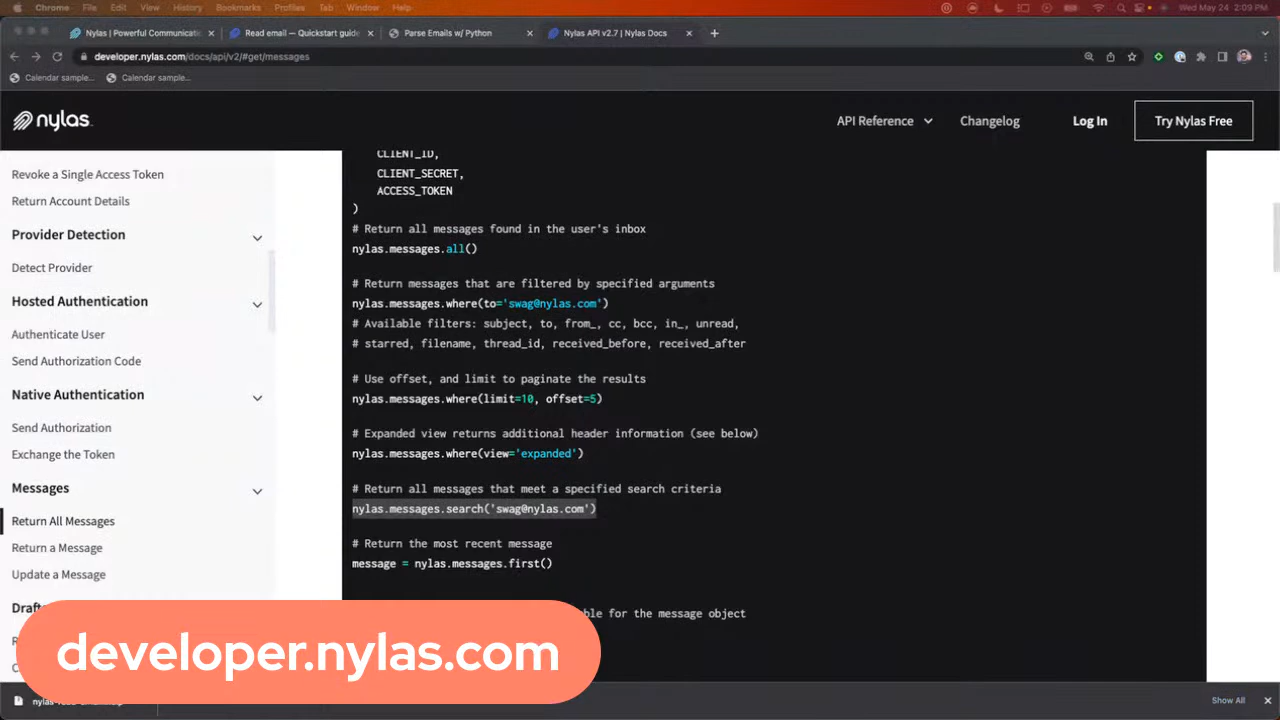 Chrome File Edit View History Bookmarks Profiles Tab Window Help Wed May 24 2:09 PM
Nylas | Powerful Communicati Read email — Quickstart guide Parse Emails w/ Python Nylas API v2.7 | Nylas Docs
developer.nylas.com/docs/api/v2/#get/messages
Calendar sample... Calendar sample...
nylas API Reference Changelog Log In Try Nylas Free
Revoke a Single Access Token
Return Account Details
Provider Detection
Detect Provider
Hosted Authentication
Authenticate User
Send Authorization Code
Native Authentication
Send Authorization
Exchange the Token
Messages
Return All Messages
Return a Message
Update a Message
CLIENT_ID,
CLIENT_SECRET,
ACCESS_TOKEN
)
# Return all messages found in the user's inbox
nylas.messages.all()
# Return messages that are filtered by specified arguments
nylas.messages.where(to='swag@nylas.com')
# Available filters: subject, to, from_, cc, bcc, in_, unread,
# starred, filename, thread_id, received_before, received_after
# Use offset, and limit to paginate the results
nylas.messages.where(limit=10, offset=5)
# Expanded view returns additional header information (see below)
nylas.messages.where(view='expanded')
# Return all messages that meet a specified search criteria
nylas.messages.search('swag@nylas.com')
# Return the most recent message
message = nylas.messages.first()
for the message object
developer.nylas.com
Show All